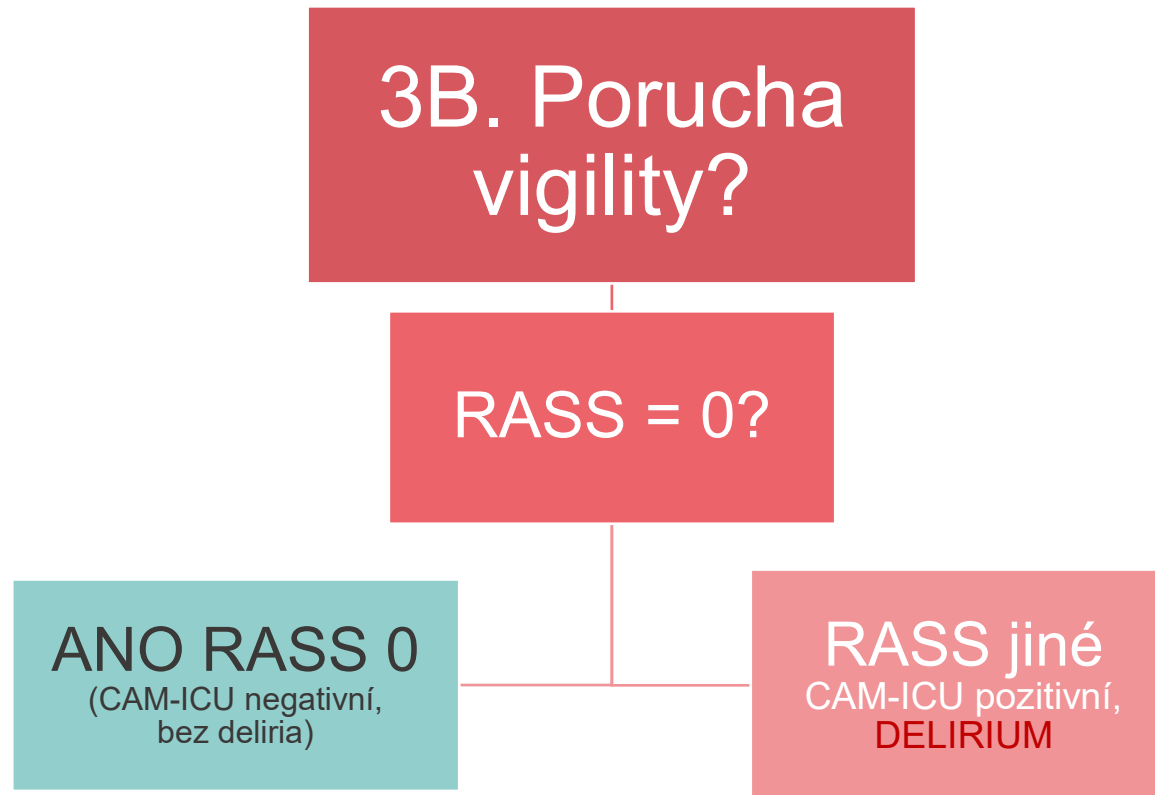 3B. Porucha
vigility?
RASS = 0?
ANO RASS 0
(CAM-ICU negativní,
bez deliria)
RASS jiné
CAM-ICU pozitivní,
DELIRIUM